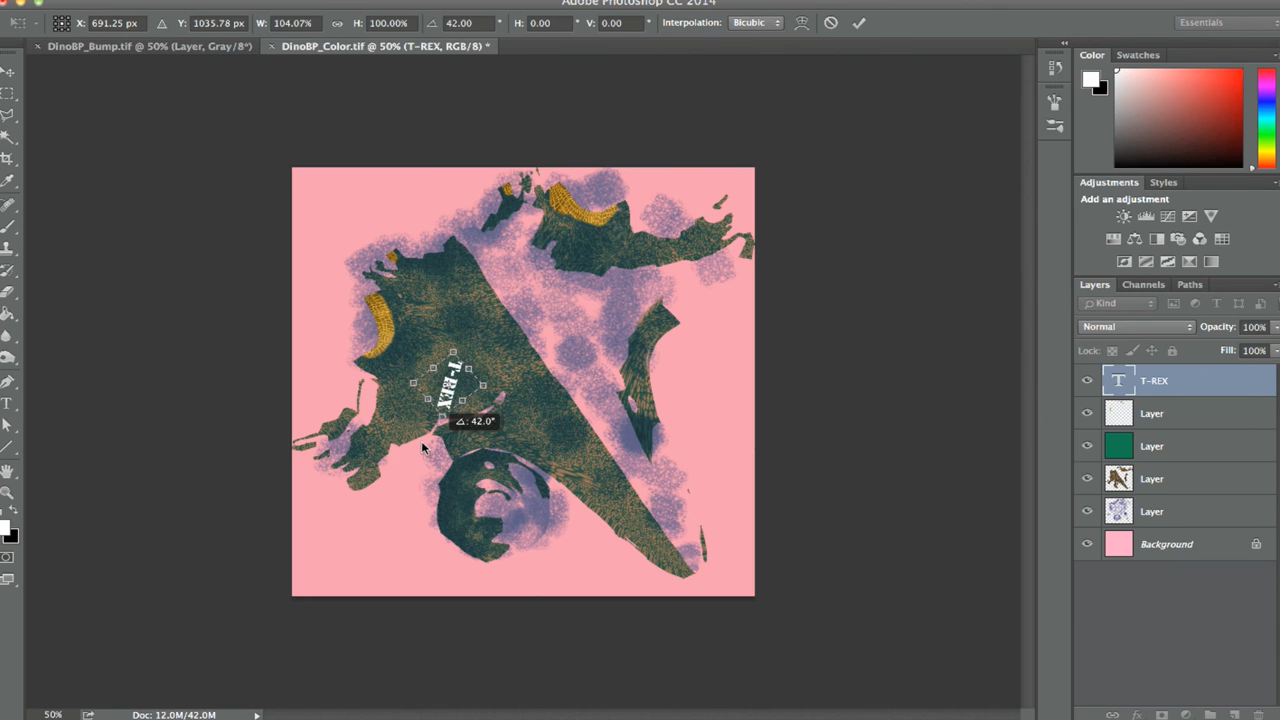 Adobe Photoshop CC 2014
X: 691.25 px Y: 1035.78 px W: 104.07% H: 100.00% 42.00 ° H: 0.00 ° V: 0.00 ° Interpolation: Bicubic Essentials
× DinoBP_Bump.tif @ 50% (Layer, Gray/8*) × DinoBP_Color.tif @ 50% (T-REX, RGB/8) *
Color Swatches
Adjustments Styles
Add an adjustment
Layers Channels Paths
Kind
Normal Opacity: 100%
Lock: Fill: 100%
T T-REX
Layer
Layer
Layer
Layer
Background
T-REX
42.0°
50% Doc: 12.0M/42.0M